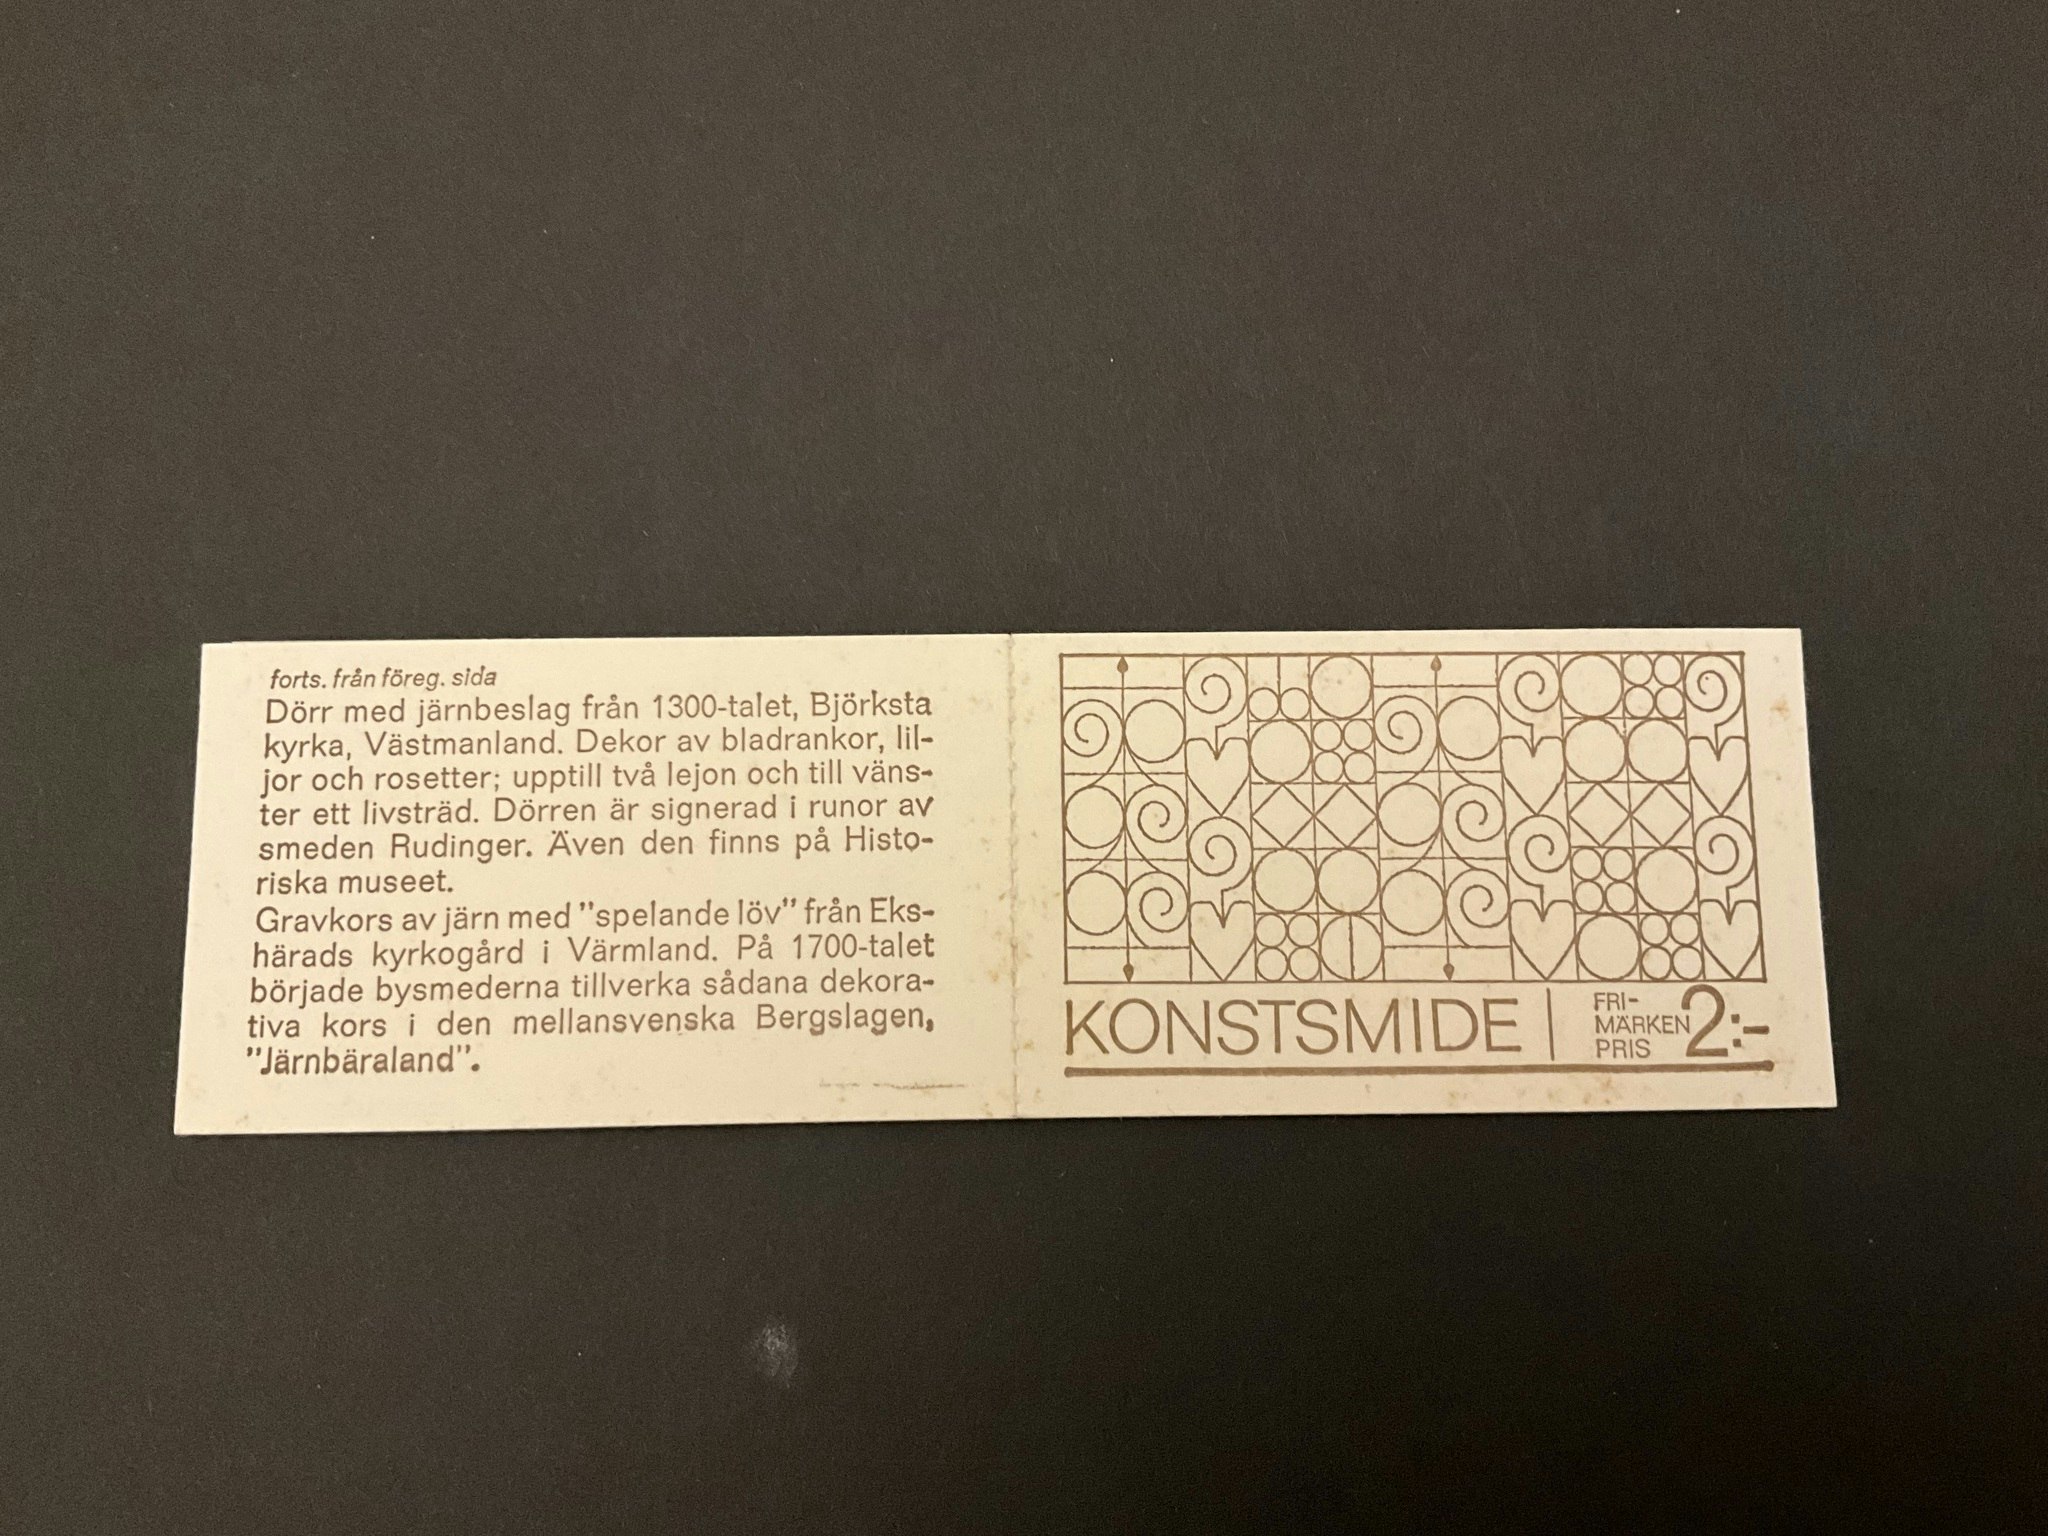 forts. från föreg. sida
Dörr med järnbeslag från 1300-talet, Björksta
kyrka, Västmanland. Dekor av bladrankor, lil-
jor och rosetter; upptill två lejon och till väns-
ter ett livsträd. Dörren är signerad i runor av
smeden Rudinger. Även den finns på Histo-
riska museet.
Gravkors av järn med "spelande löv" från Eks-
härads kyrkogård i Värmland. På 1700-talet
började bysmederna tillverka sådana dekora-
tiva kors i den mellansvenska Bergslagen,
"Järnbäraland".
KONSTSMIDE
FRI-
MÄRKEN
PRIS
2:-